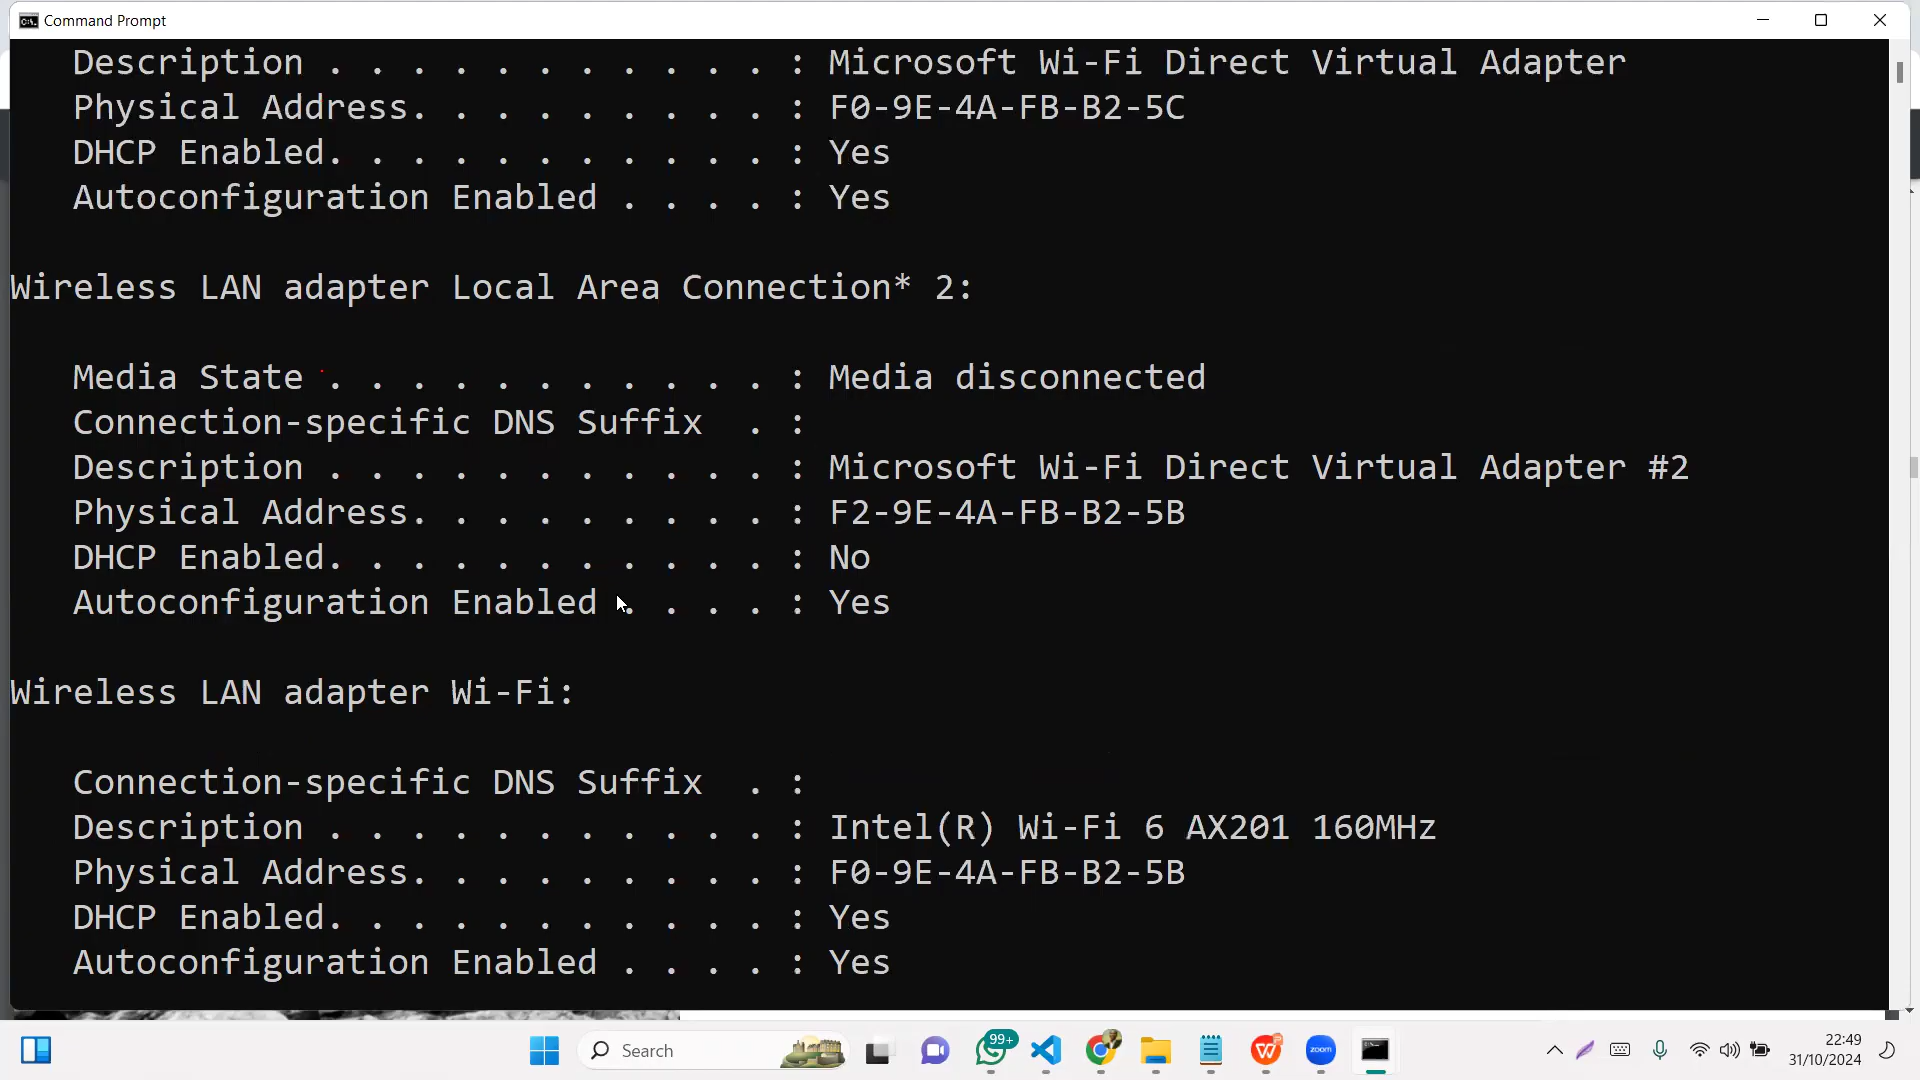 Command Prompt
Description . . . . . . . . . . . : Microsoft Wi-Fi Direct Virtual Adapter
Physical Address. . . . . . . . . : F0-9E-4A-FB-B2-5C
DHCP Enabled. . . . . . . . . . . : Yes
Autoconfiguration Enabled . . . . : Yes
Wireless LAN adapter Local Area Connection* 2:
Media State . . . . . . . . . . . : Media disconnected
Connection-specific DNS Suffix  . :
Description . . . . . . . . . . . : Microsoft Wi-Fi Direct Virtual Adapter #2
Physical Address. . . . . . . . . : F2-9E-4A-FB-B2-5B
DHCP Enabled. . . . . . . . . . . : No
Autoconfiguration Enabled . . . . : Yes
Wireless LAN adapter Wi-Fi:
Connection-specific DNS Suffix  . :
Description . . . . . . . . . . . : Intel(R) Wi-Fi 6 AX201 160MHz
Physical Address. . . . . . . . . : F0-9E-4A-FB-B2-5B
DHCP Enabled. . . . . . . . . . . : Yes
Autoconfiguration Enabled . . . . : Yes
Search
99+
zoom
22:49
31/10/2024